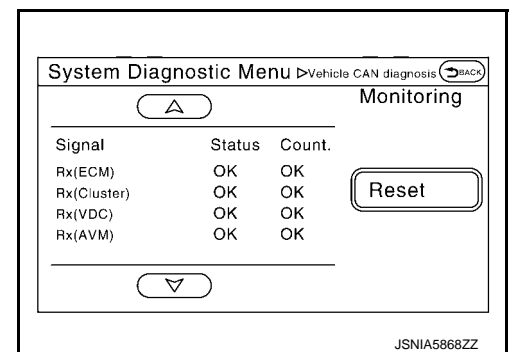 System Diagnostic Menu ▷Vehicle CAN diagnosis BACK
Monitoring
Signal Status Count.
Rx(ECM) OK OK
Rx(Cluster) OK OK
Rx(VDC) OK OK
Rx(AVM) OK OK
Reset
JSNIA5868ZZ